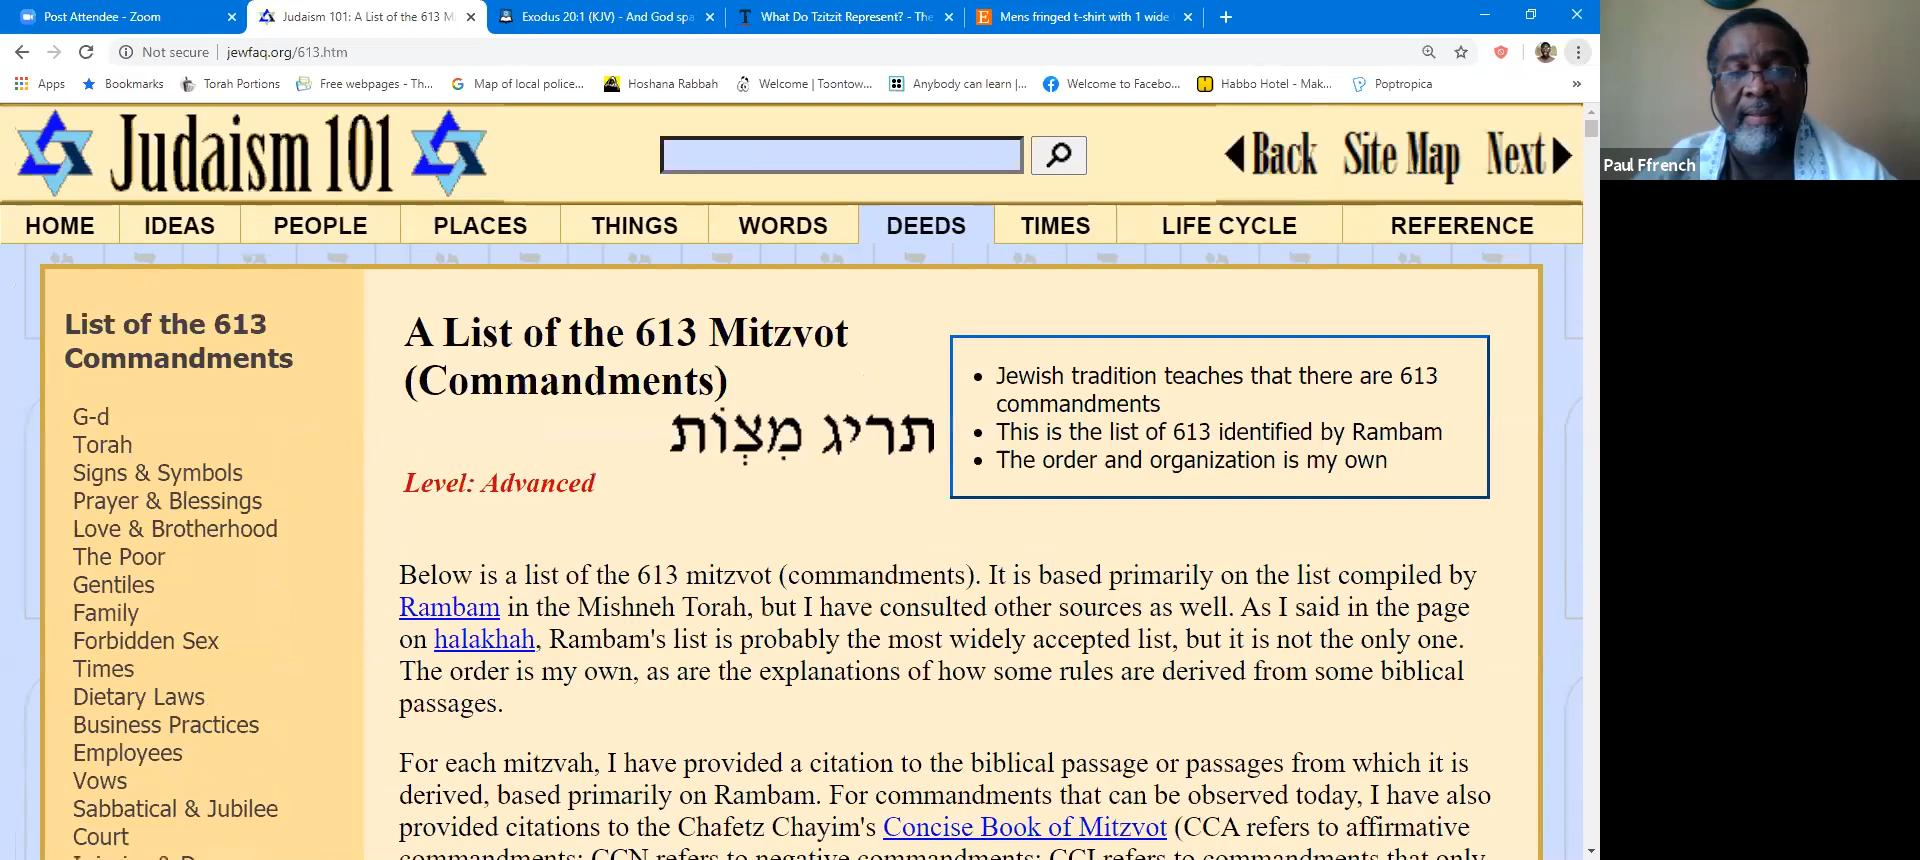 Post Attendee - Zoom
Judaism 101: A List of the 613 M
Exodus 20:1 (KJV) - And God spa
What Do Tzitzit Represent? - The
Mens fringed t-shirt with 1 wide
Not secure | jewfaq.org/613.htm
Apps
Bookmarks
Torah Portions
Free webpages - Th...
Map of local police...
Hoshana Rabbah
Welcome | Toontow...
Anybody can learn |...
Welcome to Facebo...
Habbo Hotel - Mak...
Poptropica
»
Judaism 101
Back
Site Map
Next
HOME
IDEAS
PEOPLE
PLACES
THINGS
WORDS
DEEDS
TIMES
LIFE CYCLE
REFERENCE
List of the 613
Commandments
G-d
Torah
Signs & Symbols
Prayer & Blessings
Love & Brotherhood
The Poor
Gentiles
Family
Forbidden Sex
Times
Dietary Laws
Business Practices
Employees
Vows
Sabbatical & Jubilee
Court
A List of the 613 Mitzvot
(Commandments)
תריג מִצְוֹת
Level: Advanced
• Jewish tradition teaches that there are 613
commandments
• This is the list of 613 identified by Rambam
• The order and organization is my own
Below is a list of the 613 mitzvot (commandments). It is based primarily on the list compiled by
Rambam in the Mishneh Torah, but I have consulted other sources as well. As I said in the page
on halakhah, Rambam's list is probably the most widely accepted list, but it is not the only one.
The order is my own, as are the explanations of how some rules are derived from some biblical
passages.
For each mitzvah, I have provided a citation to the biblical passage or passages from which it is
derived, based primarily on Rambam. For commandments that can be observed today, I have also
provided citations to the Chafetz Chayim's Concise Book of Mitzvot (CCA refers to affirmative
commandments; CCN refers to negative commandments; CCI refers to commandments that only
Paul Ffrench